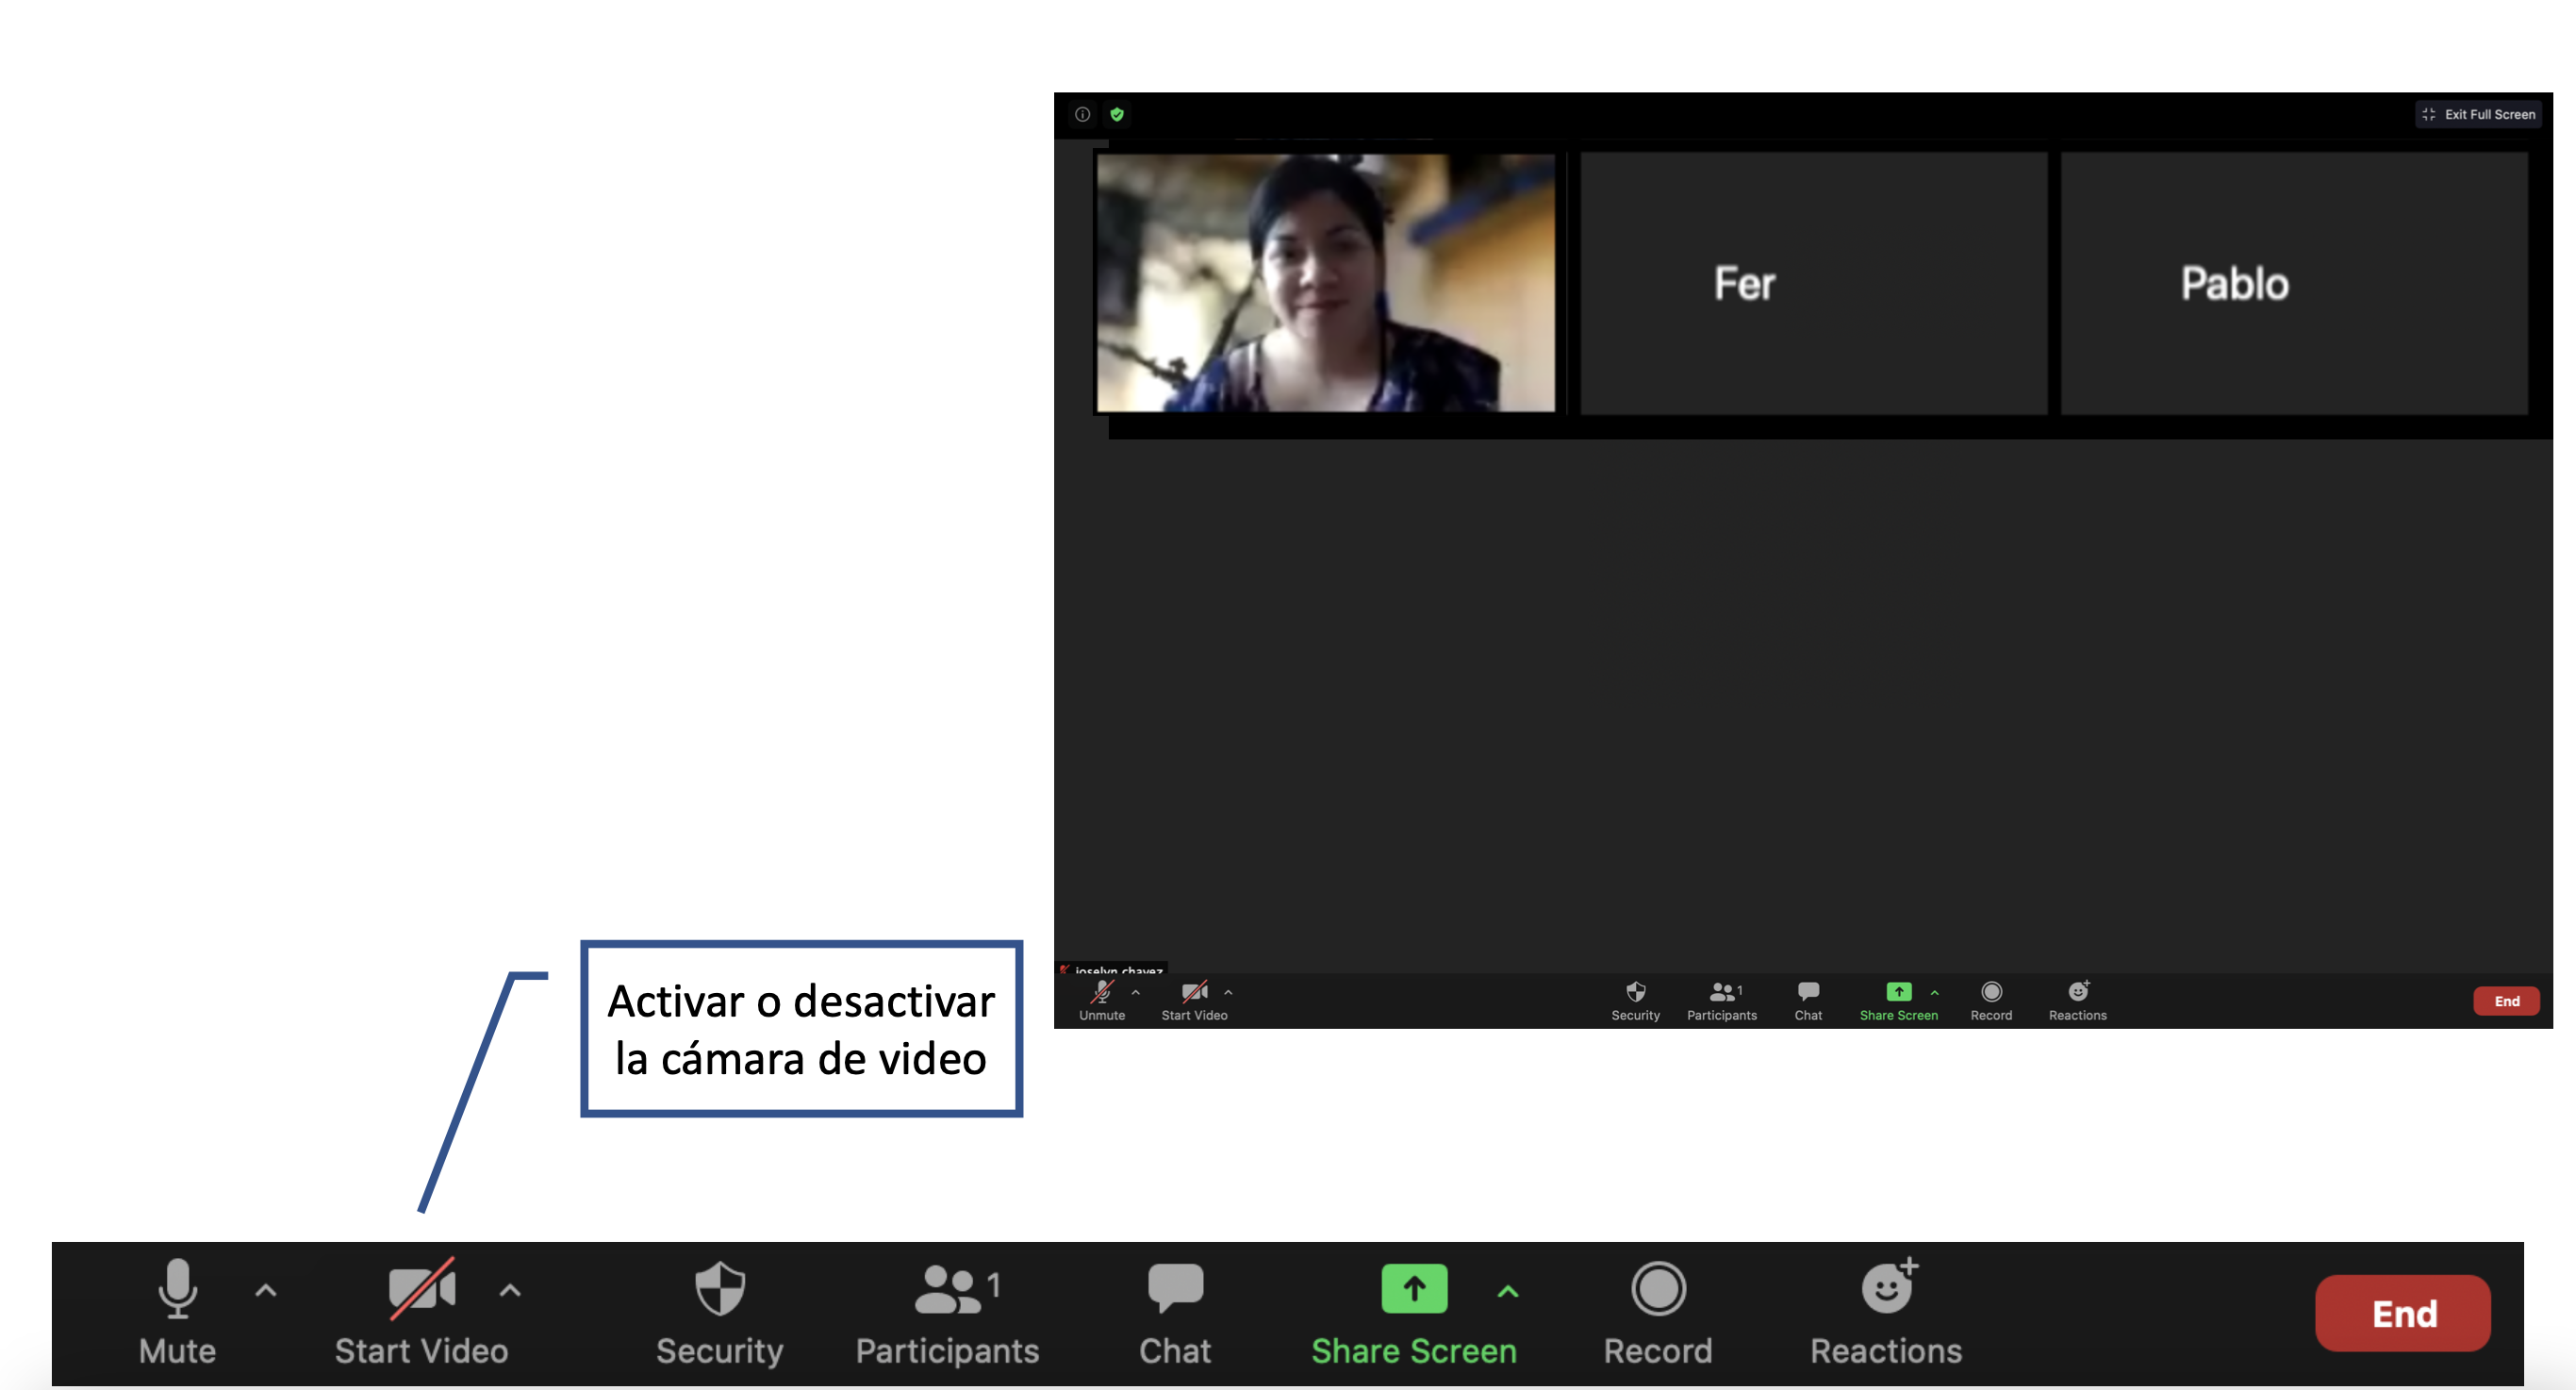 Exit Full Screen
Fer
Pablo
joselyn chavez
Unmute
Start Video
Security
1
Participants
Chat
Share Screen
Record
Reactions
End
Activar o desactivar
la cámara de video
Mute
Start Video
Security
1
Participants
Chat
Share Screen
Record
Reactions
End